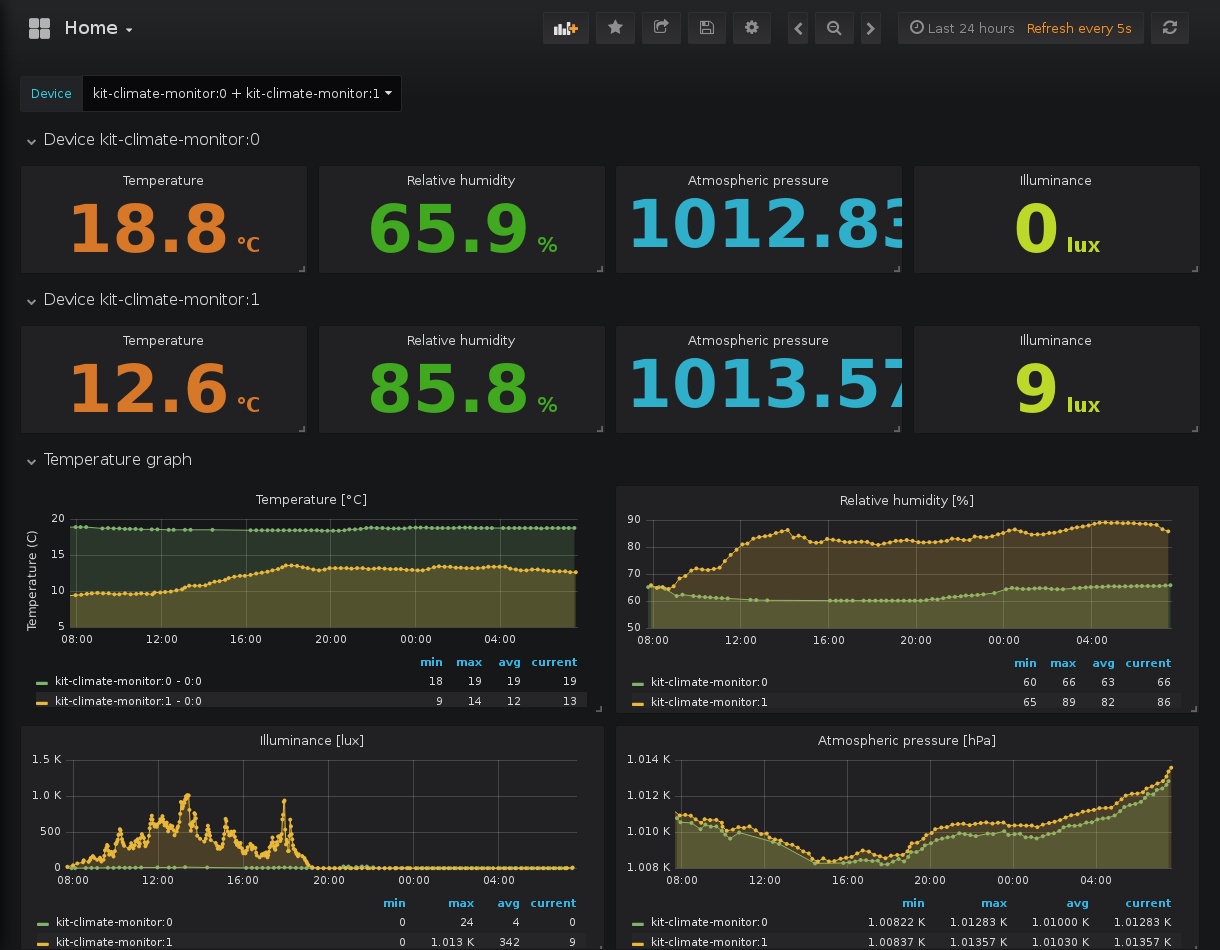 Home
Last 24 hours Refresh every 5s
Device kit-climate-monitor:0 + kit-climate-monitor:1
Device kit-climate-monitor:0
Temperature Relative humidity Atmospheric pressure Illuminance
18.8 °C 65.9 % 1012.83 0 lux
Device kit-climate-monitor:1
Temperature Relative humidity Atmospheric pressure Illuminance
12.6 °C 85.8 % 1013.57 9 lux
Temperature graph
Temperature [°C]
Temperature (C)
20
15
10
5
08:00 12:00 16:00 20:00 00:00 04:00
min max avg current
kit-climate-monitor:0 - 0:0 18 19 19 19
kit-climate-monitor:1 - 0:0 9 14 12 13
Relative humidity [%]
90
80
70
60
50
08:00 12:00 16:00 20:00 00:00 04:00
min max avg current
kit-climate-monitor:0 60 66 63 66
kit-climate-monitor:1 65 89 82 86
Illuminance [lux]
1.5 K
1.0 K
500
0
08:00 12:00 16:00 20:00 00:00 04:00
min max avg current
kit-climate-monitor:0 0 24 4 0
kit-climate-monitor:1 0 1.013 K 342 9
Atmospheric pressure [hPa]
1.014 K
1.012 K
1.010 K
1.008 K
08:00 12:00 16:00 20:00 00:00 04:00
min max avg current
kit-climate-monitor:0 1.00822 K 1.01283 K 1.01000 K 1.01283 K
kit-climate-monitor:1 1.00837 K 1.01357 K 1.01030 K 1.01357 K